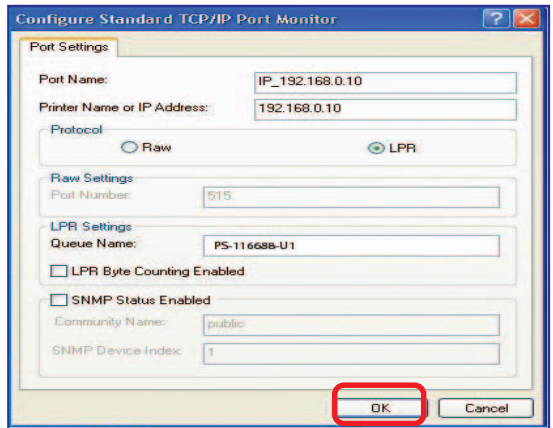 Configure Standard TCP/IP Port Monitor
Port Settings
Port Name: IP_192.168.0.10
Printer Name or IP Address: 192.168.0.10
Protocol
Raw LPR
Raw Settings
Port Number: 515
LPR Settings
Queue Name: PS-116688-U1
LPR Byte Counting Enabled
SNMP Status Enabled
Community Name: public
SNMP Device Index: 1
OK Cancel